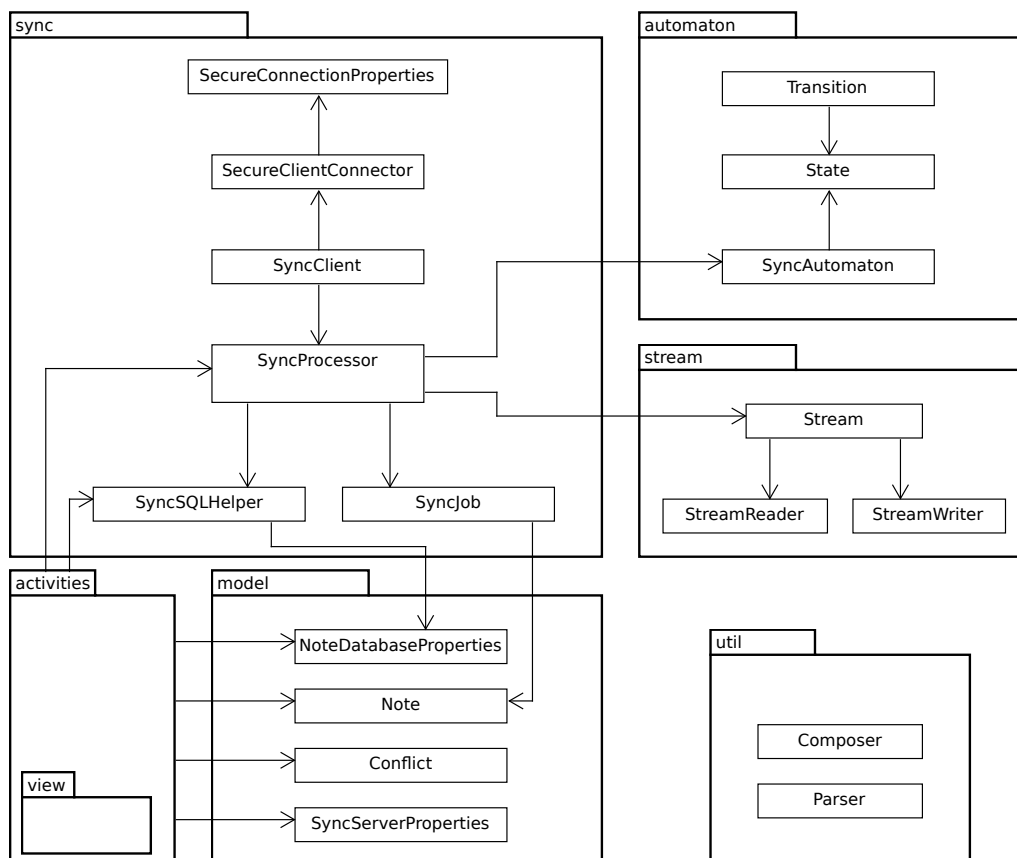 sync
SecureConnectionProperties
SecureClientConnector
SyncClient
SyncProcessor
SyncSQLHelper
SyncJob
automaton
Transition
State
SyncAutomaton
stream
Stream
StreamReader
StreamWriter
activities
view
model
NoteDatabaseProperties
Note
Conflict
SyncServerProperties
util
Composer
Parser